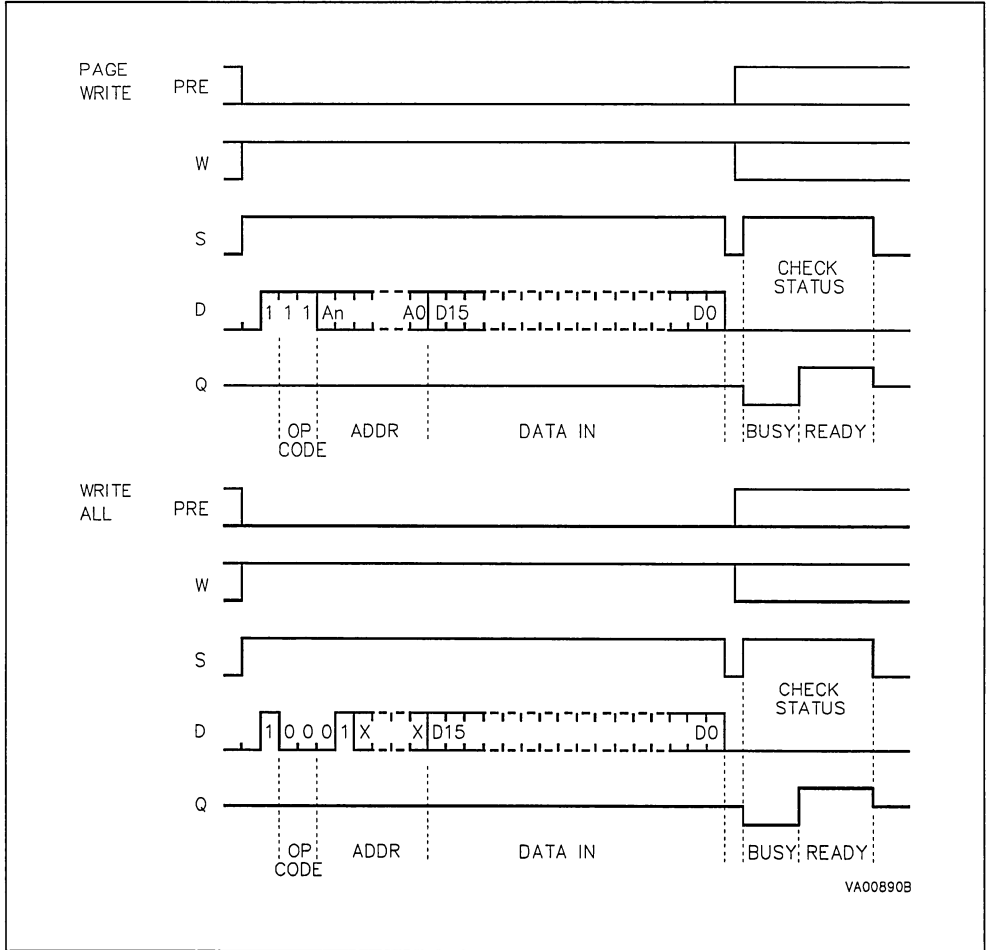 PAGE
WRITE PRE
W
S
CHECK
STATUS
D 1 1 1 An A0 D15 D0
Q
OP ADDR DATA IN BUSY READY
CODE
WRITE
ALL PRE
W
S
CHECK
STATUS
D 1 0 0 0 1 X X D15 D0
Q
OP ADDR DATA IN BUSY READY
CODE
VA00890B